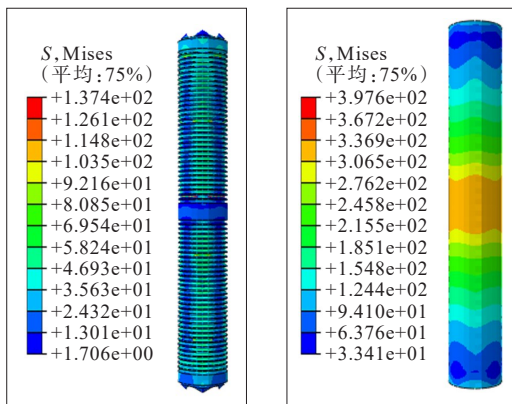 S,Mises
(平均:75%)
+1.374e+02
+1.261e+02
+1.148e+02
+1.035e+02
+9.216e+01
+8.085e+01
+6.954e+01
+5.824e+01
+4.693e+01
+3.563e+01
+2.432e+01
+1.301e+01
+1.706e+00
S,Mises
(平均:75%)
+3.976e+02
+3.672e+02
+3.369e+02
+3.065e+02
+2.762e+02
+2.458e+02
+2.155e+02
+1.851e+02
+1.548e+02
+1.244e+02
+9.410e+01
+6.376e+01
+3.341e+01